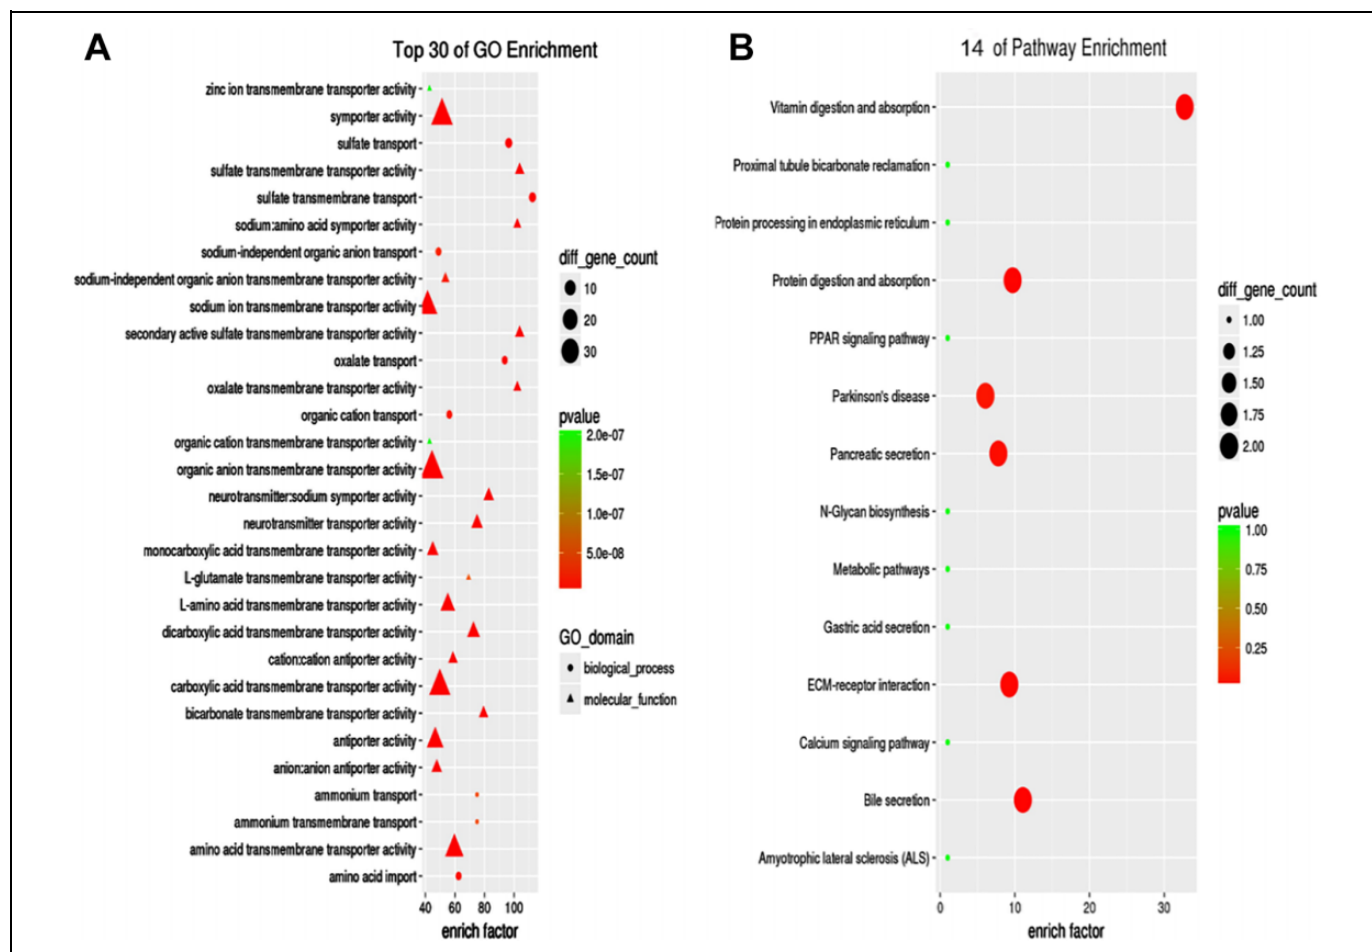 A
Top 30 of GO Enrichment
zinc ion transmembrane transporter activity
symporter activity
sulfate transport
sulfate transmembrane transporter activity
sulfate transmembrane transport
sodium:amino acid symporter activity
sodium-independent organic anion transport
sodium-independent organic anion transmembrane transporter activity
sodium ion transmembrane transporter activity
secondary active sulfate transmembrane transporter activity
oxalate transport
oxalate transmembrane transporter activity
organic cation transport
organic cation transmembrane transporter activity
organic anion transmembrane transporter activity
neurotransmitter:sodium symporter activity
neurotransmitter transporter activity
monocarboxylic acid transmembrane transporter activity
L-glutamate transmembrane transporter activity
L-amino acid transmembrane transporter activity
dicarboxylic acid transmembrane transporter activity
cation:cation antiporter activity
carboxylic acid transmembrane transporter activity
bicarbonate transmembrane transporter activity
antiporter activity
anion:anion antiporter activity
ammonium transport
ammonium transmembrane transport
amino acid transmembrane transporter activity
amino acid import
40 60 80 100
enrich factor
diff_gene_count
10
20
30
pvalue
2.0e-07
1.5e-07
1.0e-07
5.0e-08
GO_domain
biological_process
molecular_function
B
14 of Pathway Enrichment
Vitamin digestion and absorption
Proximal tubule bicarbonate reclamation
Protein processing in endoplasmic reticulum
Protein digestion and absorption
PPAR signaling pathway
Parkinson's disease
Pancreatic secretion
N-Glycan biosynthesis
Metabolic pathways
Gastric acid secretion
ECM-receptor interaction
Calcium signaling pathway
Bile secretion
Amyotrophic lateral sclerosis (ALS)
0 10 20 30
enrich factor
diff_gene_count
1.00
1.25
1.50
1.75
2.00
pvalue
1.00
0.75
0.50
0.25